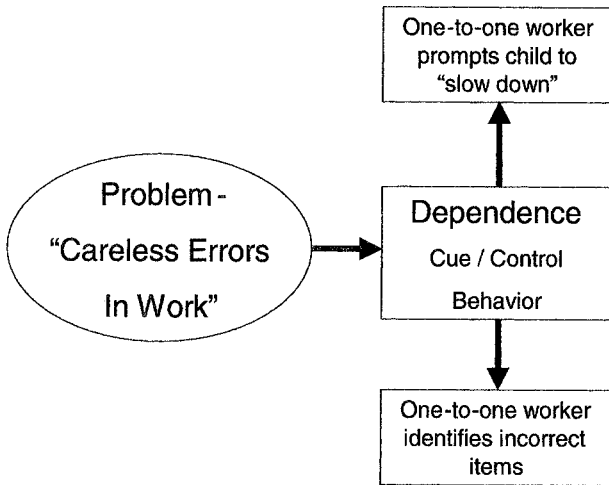 One-to-one worker
prompts child to
“slow down”
Problem -
“Careless Errors
In Work”
Dependence
Cue / Control
Behavior
One-to-one worker
identifies incorrect
items